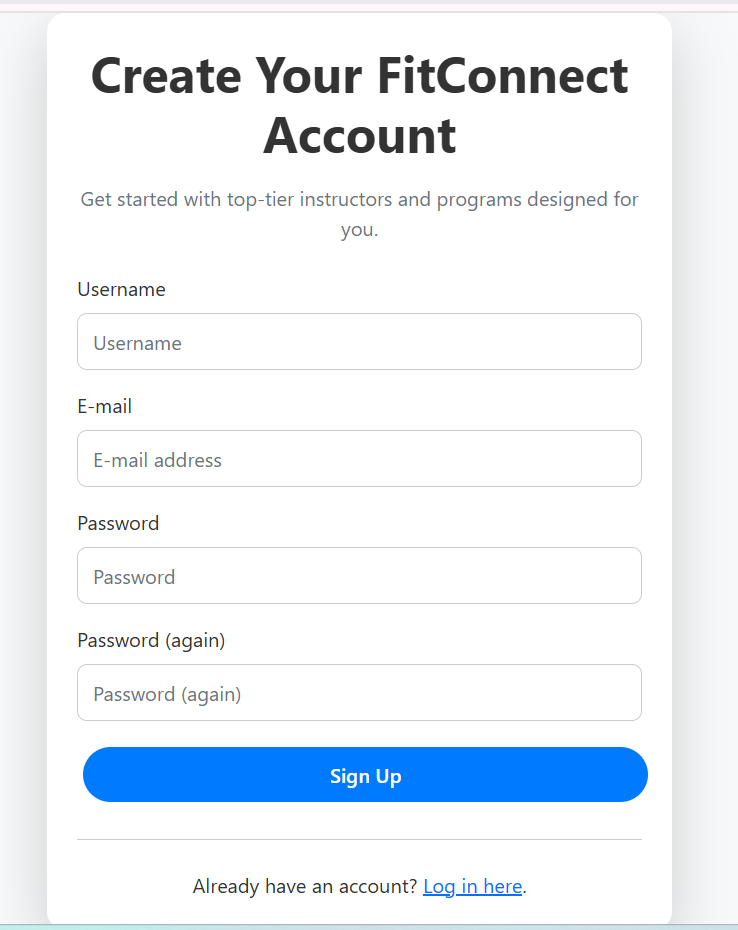 Create Your FitConnect
Account
Get started with top-tier instructors and programs designed for
you.
Username
Username
E-mail
E-mail address
Password
Password
Password (again)
Password (again)
Sign Up
Already have an account? Log in here.